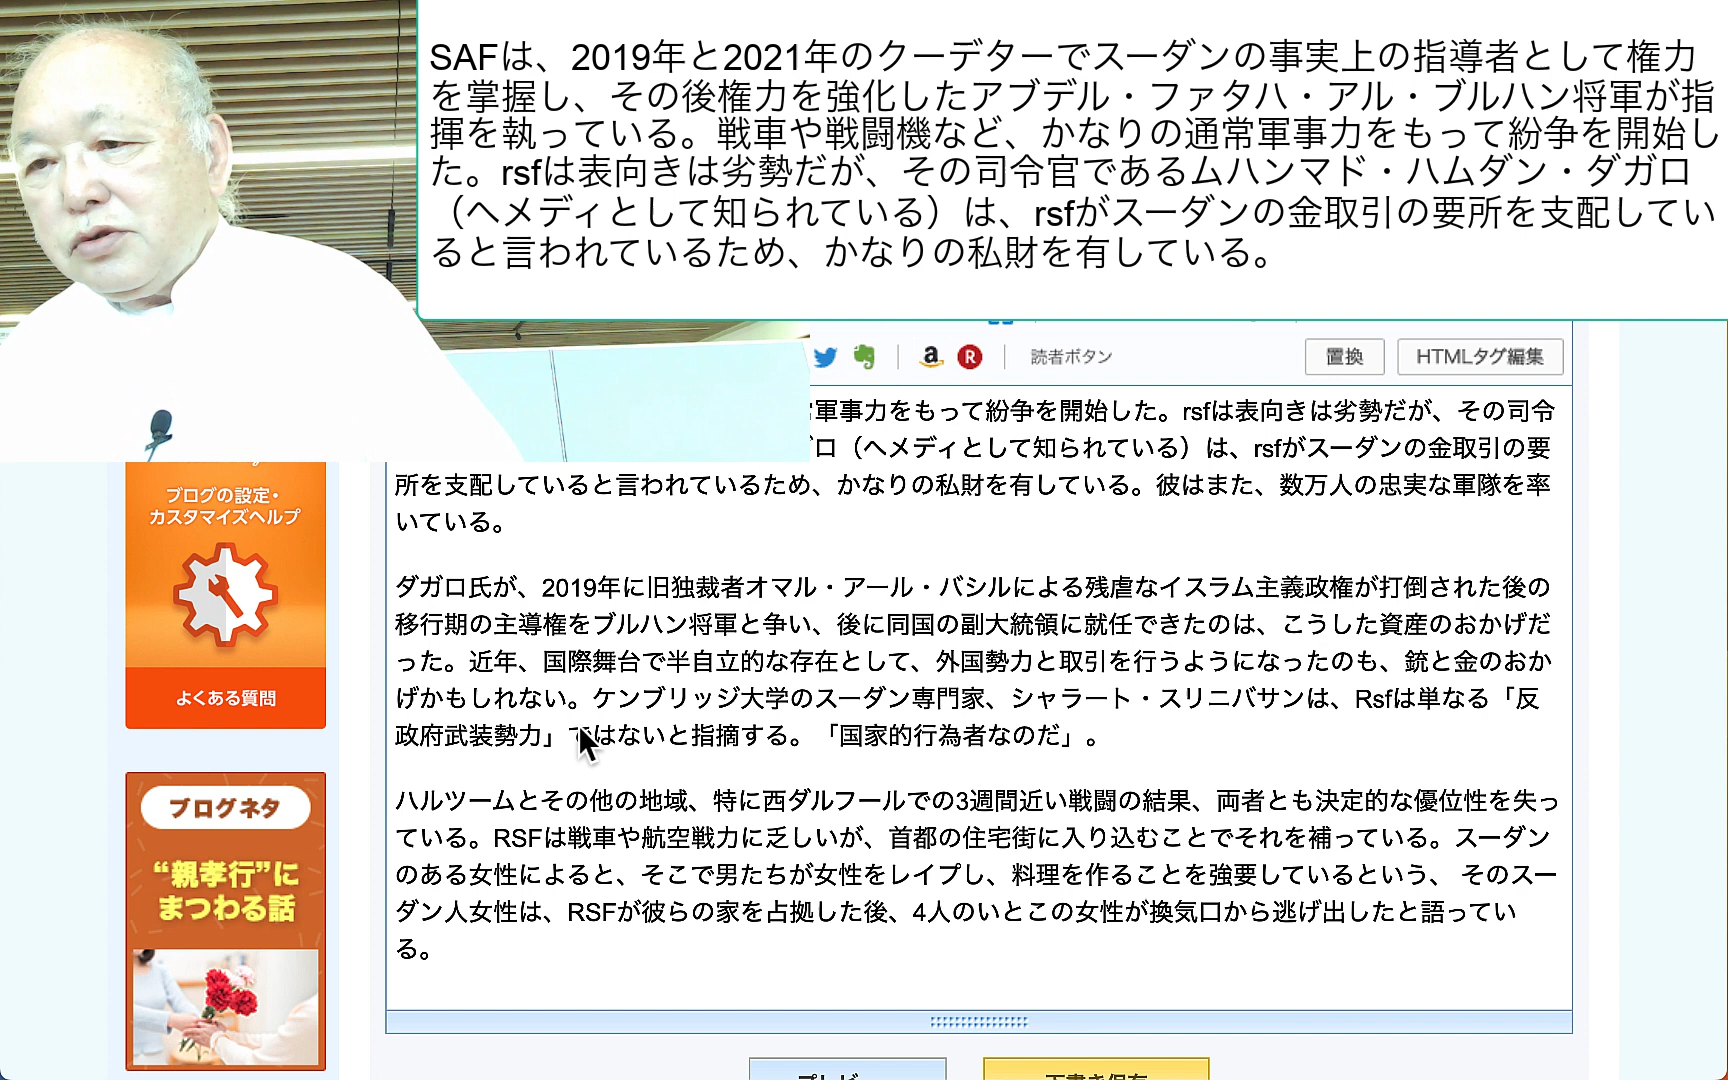 SAFは、2019年と2021年のクーデターでスーダンの事実上の指導者として権力
を掌握し、その後権力を強化したアブデル・ファタハ・アル・ブルハン将軍が指
揮を執っている。戦車や戦闘機など、かなりの通常軍事力をもって紛争を開始し
た。rsfは表向きは劣勢だが、その司令官であるムハンマド・ハムダン・ダガロ
（ヘメディとして知られている）は、rsfがスーダンの金取引の要所を支配してい
ると言われているため、かなりの私財を有している。
読者ボタン
置換
HTMLタグ編集
軍事力をもって紛争を開始した。rsfは表向きは劣勢だが、その司令
ロ（ヘメディとして知られている）は、rsfがスーダンの金取引の要
所を支配していると言われているため、かなりの私財を有している。彼はまた、数万人の忠実な軍隊を率
いている。
ダガロ氏が、2019年に旧独裁者オマル・アール・バシルによる残虐なイスラム主義政権が打倒された後の
移行期の主導権をブルハン将軍と争い、後に同国の副大統領に就任できたのは、こうした資産のおかげだ
った。近年、国際舞台で半自立的な存在として、外国勢力と取引を行うようになったのも、銃と金のおか
げかもしれない。ケンブリッジ大学のスーダン専門家、シャラート・スリニバサンは、Rsfは単なる「反
政府武装勢力」ではないと指摘する。「国家的行為者なのだ」。
ハルツームとその他の地域、特に西ダルフールでの3週間近い戦闘の結果、両者とも決定的な優位性を失っ
ている。RSFは戦車や航空戦力に乏しいが、首都の住宅街に入り込むことでそれを補っている。スーダン
のある女性によると、そこで男たちが女性をレイプし、料理を作ることを強要しているという、 そのスー
ダン人女性は、RSFが彼らの家を占拠した後、4人のいとこの女性が換気口から逃げ出したと語ってい
る。
ブログの設定・
カスタマイズヘルプ
よくある質問
ブログネタ
“親孝行”に
まつわる話